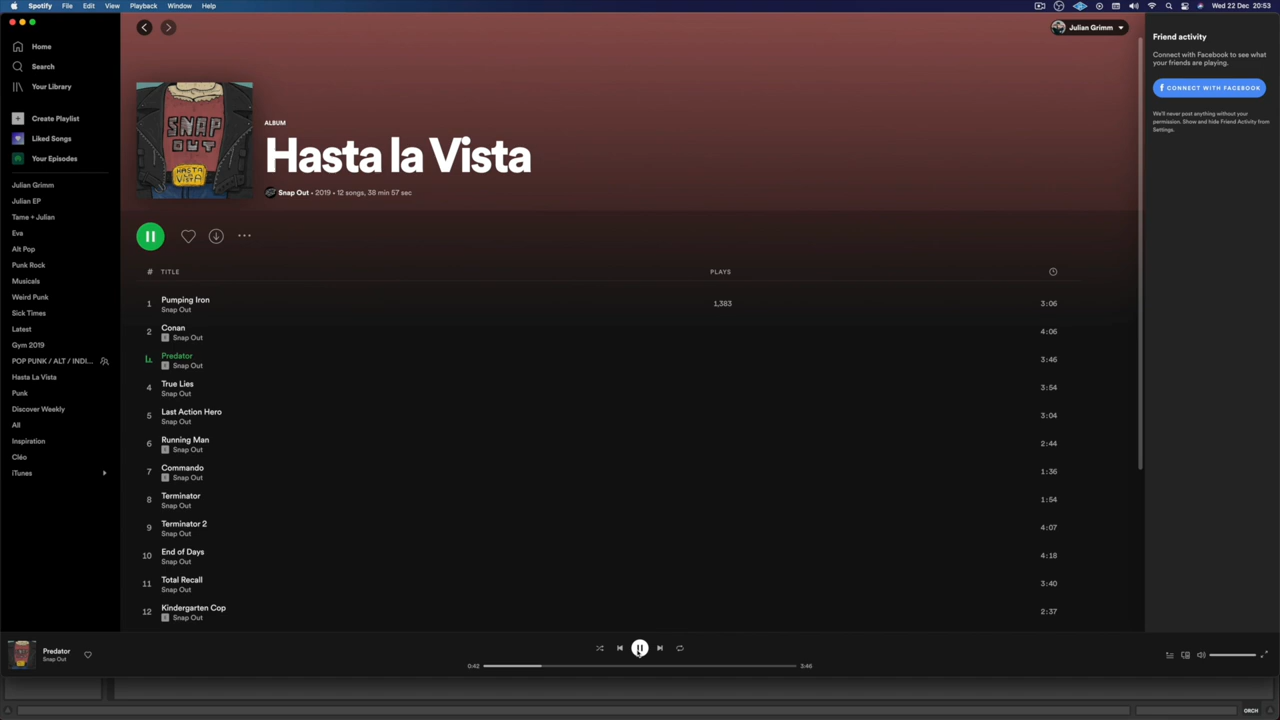 Spotify File Edit View Playback Window Help
Wed 22 Dec 20:53
Home
Search
Your Library
Create Playlist
Liked Songs
Your Episodes
Julian Grimm
Julian EP
Tame + Julian
Eva
Alt Pop
Punk Rock
Musicals
Weird Punk
Sick Times
Latest
Gym 2019
POP PUNK / ALT / INDI...
Hasta La Vista
Punk
Discover Weekly
All
Inspiration
Cléo
iTunes
Julian Grimm
SNAP
OUT
HASTA
LA
VISTA
ALBUM
Hasta la Vista
Snap Out • 2019 • 12 songs, 38 min 57 sec
# TITLE PLAYS
1 Pumping Iron 1,383 3:06
Snap Out
2 Conan 4:06
E Snap Out
Predator 3:46
E Snap Out
4 True Lies 3:54
Snap Out
5 Last Action Hero 3:04
Snap Out
6 Running Man 2:44
E Snap Out
7 Commando 1:36
E Snap Out
8 Terminator 1:54
Snap Out
9 Terminator 2 4:07
Snap Out
10 End of Days 4:18
Snap Out
11 Total Recall 3:40
Snap Out
12 Kindergarten Cop 2:37
E Snap Out
Friend activity
Connect with Facebook to see what
your friends are playing.
CONNECT WITH FACEBOOK
We'll never post anything without your
permission. Show and hide Friend Activity from
Settings.
Predator
Snap Out
0:42 3:46
ORCH